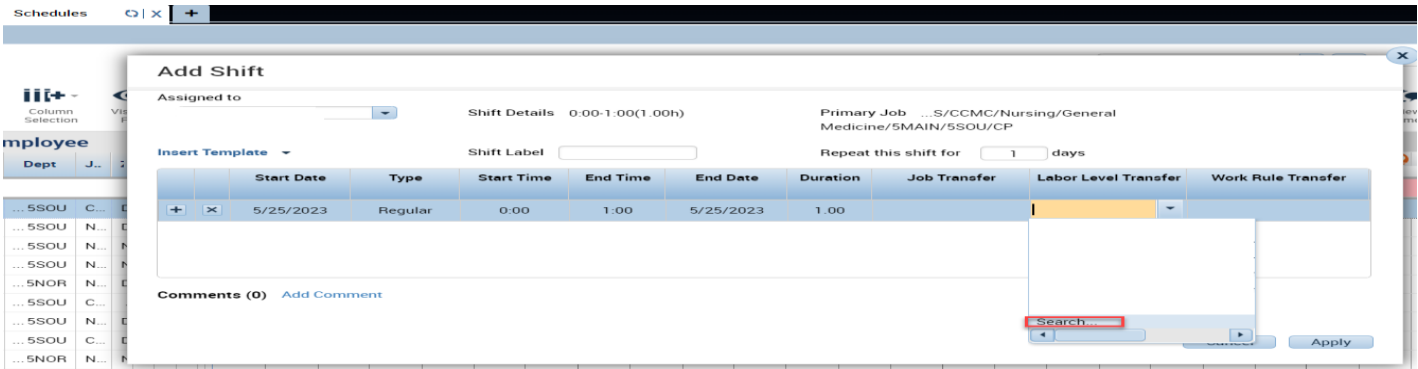 Schedules
Add Shift
Assigned to
Column
Selection
Shift Details 0:00-1:00(1.00h)
Primary Job ...S/CCMC/Nursing/General
Medicine/5MAIN/5SOU/CP
mployee
Insert Template
Shift Label
Repeat this shift for 1 days
Dept J..
Start Date Type Start Time End Time End Date Duration Job Transfer Labor Level Transfer Work Rule Transfer
... 5SOU C...
5/25/2023 Regular 0:00 1:00 5/25/2023 1.00
... 5SOU N...
... 5SOU N...
... 5SOU N...
... 5NOR N...
Comments (0) Add Comment
... 5SOU C...
... 5SOU N...
Search...
... 5SOU C...
Cancel Apply
... 5NOR N...